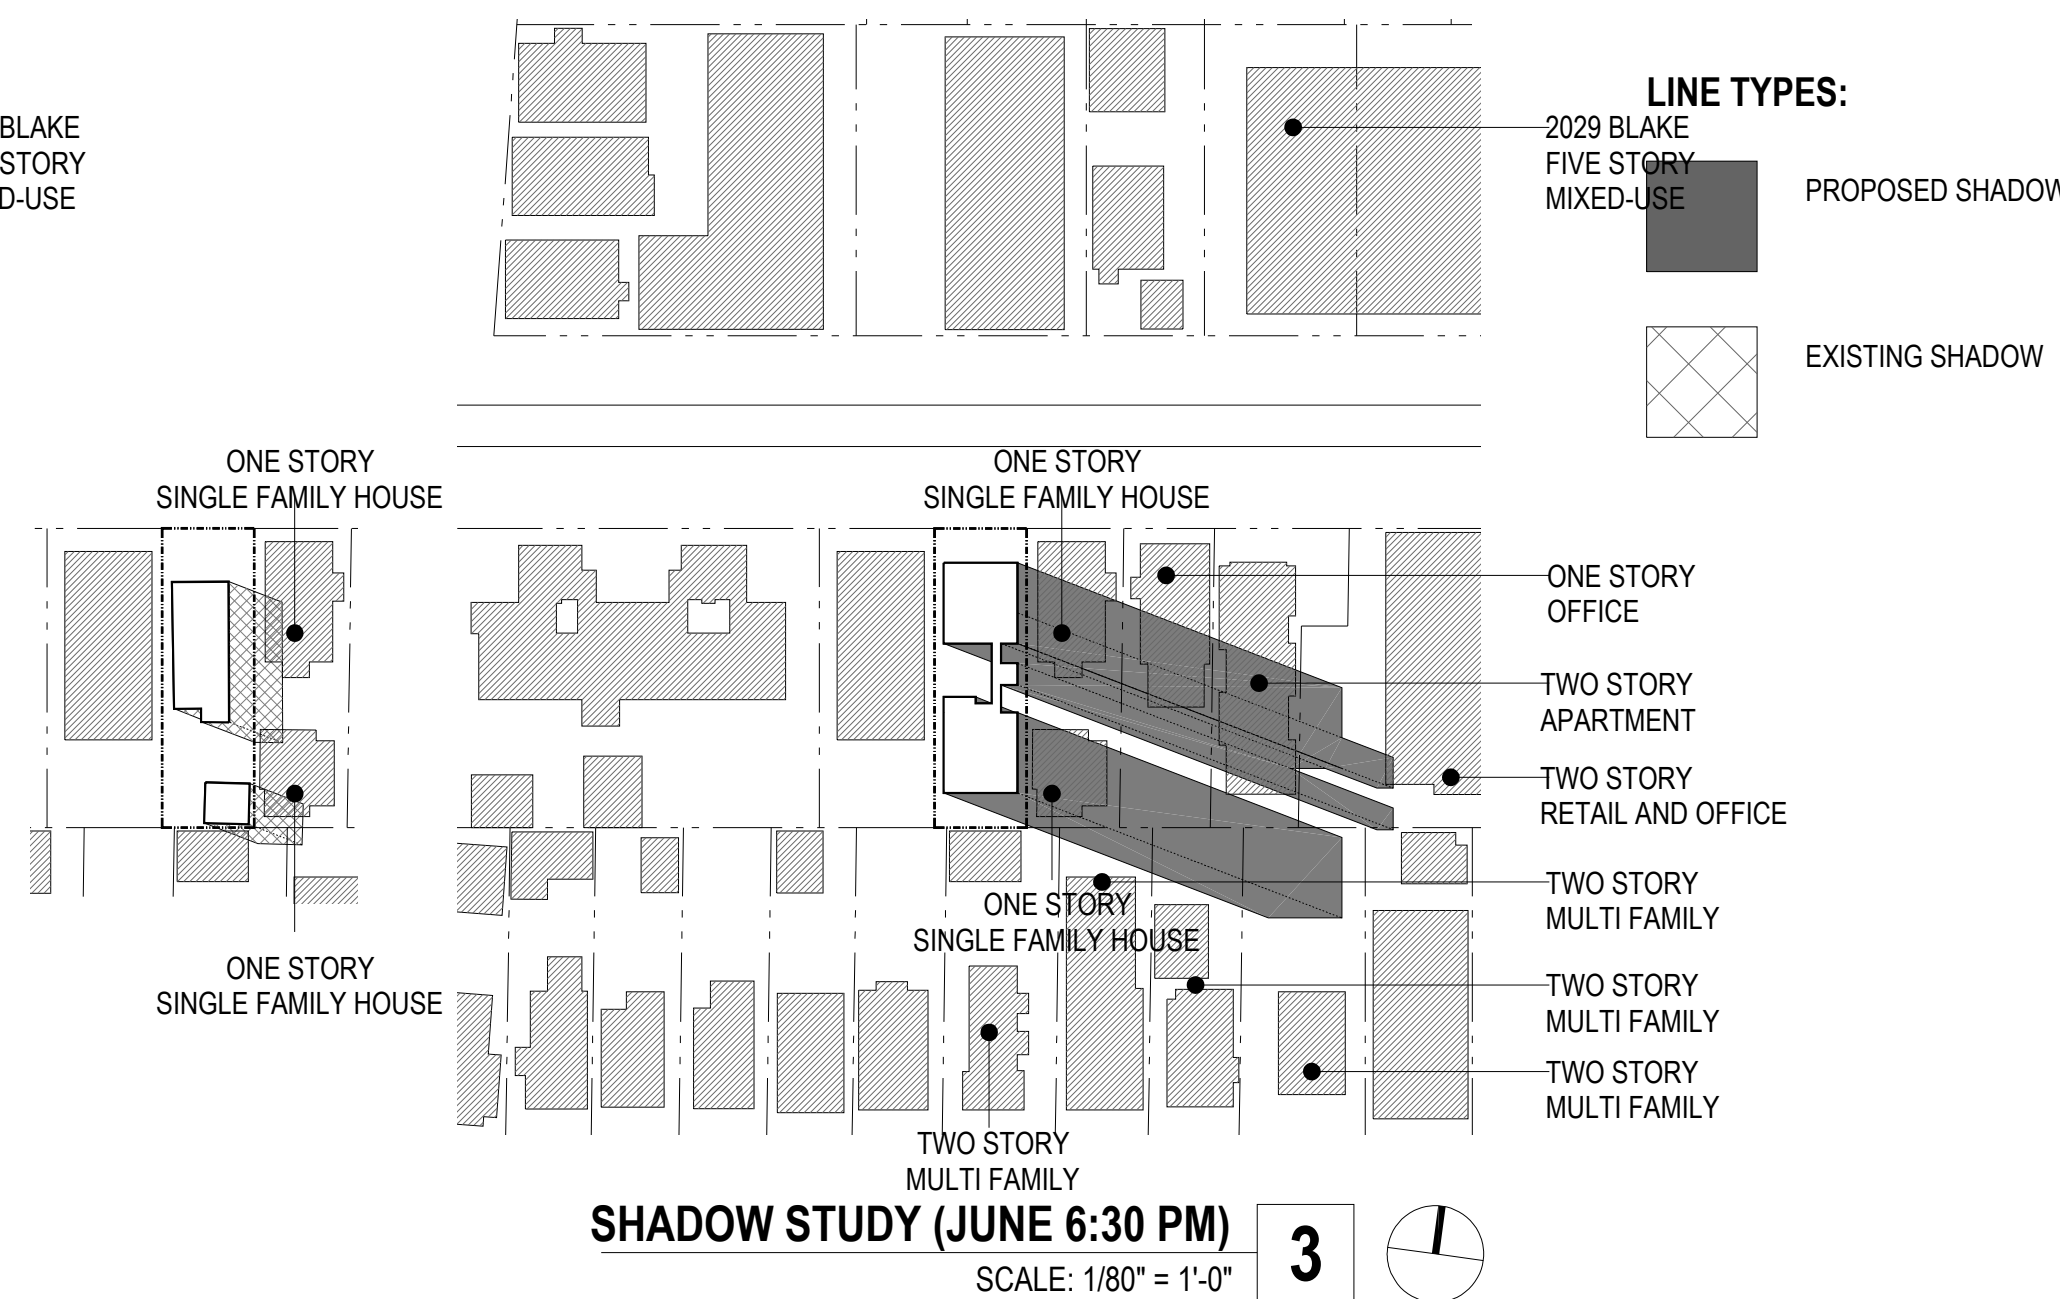 BLAKE
STORY
D-USE
LINE TYPES:
2029 BLAKE
FIVE STORY
MIXED-USE
PROPOSED SHADOW
EXISTING SHADOW
ONE STORY
SINGLE FAMILY HOUSE
ONE STORY
SINGLE FAMILY HOUSE
ONE STORY
OFFICE
TWO STORY
APARTMENT
TWO STORY
RETAIL AND OFFICE
TWO STORY
MULTI FAMILY
ONE STORY
SINGLE FAMILY HOUSE
ONE STORY
SINGLE FAMILY HOUSE
TWO STORY
MULTI FAMILY
TWO STORY
MULTI FAMILY
TWO STORY
MULTI FAMILY
SHADOW STUDY (JUNE 6:30 PM)
3
SCALE: 1/80" = 1'-0"